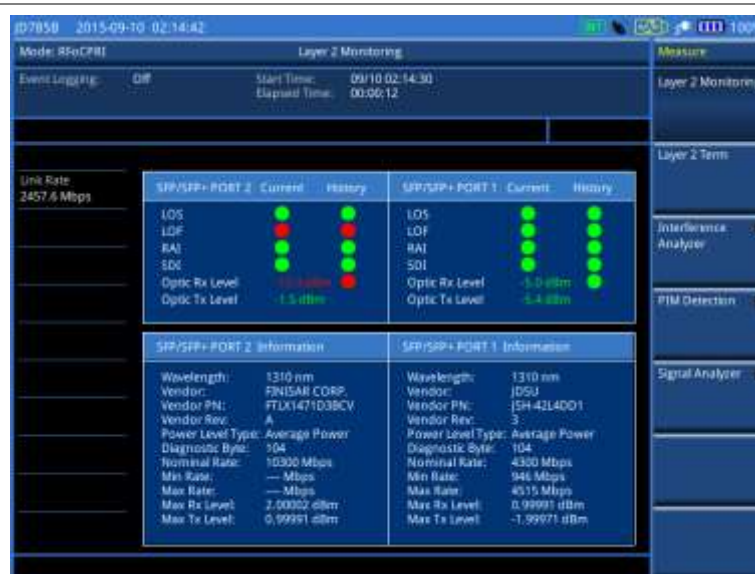 JD785B 2015-09-10 02:14:42 INT 100%
Mode: RFoCPRI Layer 2 Monitoring Measure
Event Logging: Off Start Time: 09/10 02:14:30
Elapsed Time: 00:00:12
Layer 2 Monitoring
Layer 2 Term
Link Rate
2457.6 Mbps
SFP/SFP+ PORT 2 Current History SFP/SFP+ PORT 1 Current History
LOS LOS
LOF LOF
RAI RAI
SDI SDI
Optic Rx Level Optic Rx Level -5.0 dBm
Optic Tx Level -1.5 dBm Optic Tx Level -5.4 dBm
Interference
Analyzer
PIM Detection
SFP/SFP+ PORT 2 Information SFP/SFP+ PORT 1 Information
Wavelength: 1310 nm Wavelength: 1310 nm
Vendor: FINISAR CORP. Vendor: JDSU
Vendor PN: FTLX1471D3BCV Vendor PN: JSH-42L4DD1
Vendor Rev: A Vendor Rev: 3
Power Level Type: Average Power Power Level Type: Average Power
Diagnostic Byte: 104 Diagnostic Byte: 104
Nominal Rate: 10300 Mbps Nominal Rate: 4300 Mbps
Min Rate: --- Mbps Min Rate: 946 Mbps
Max Rate: --- Mbps Max Rate: 4515 Mbps
Max Rx Level: 2.00002 dBm Max Rx Level: 0.99991 dBm
Max Tx Level: 0.99991 dBm Max Tx Level: -1.99971 dBm
Signal Analyzer